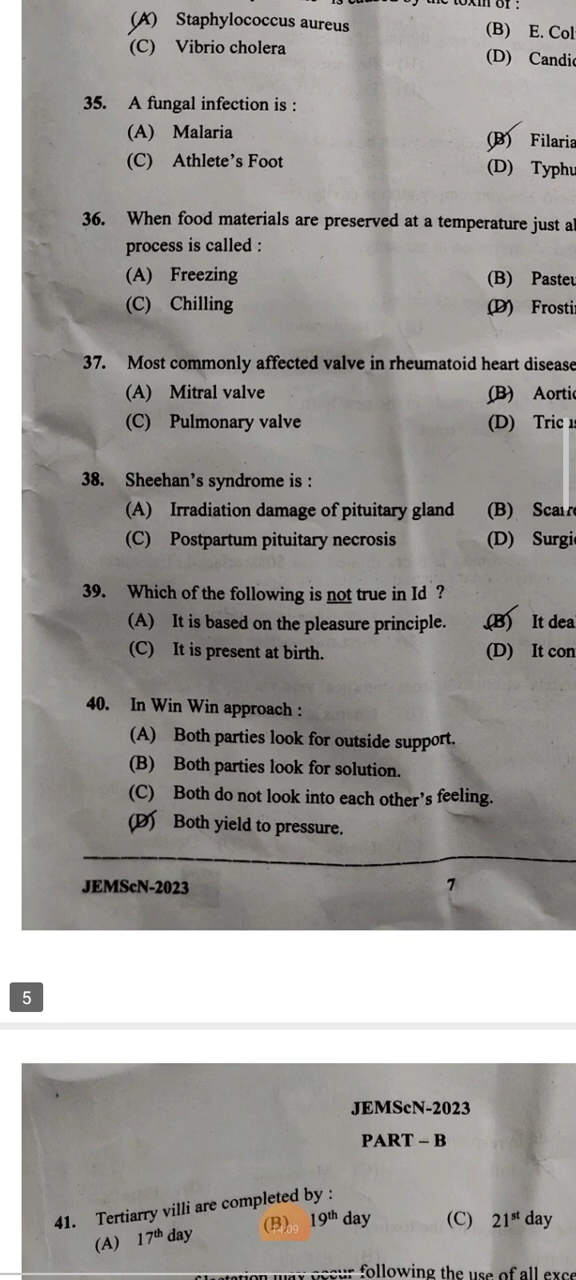 the toxin of :
(A) Staphylococcus aureus (B) E. Col
(C) Vibrio cholera (D) Candid
35. A fungal infection is :
(A) Malaria (B) Filaria
(C) Athlete's Foot (D) Typhu
36. When food materials are preserved at a temperature just a
process is called :
(A) Freezing (B) Pasteu
(C) Chilling (D) Frosti
37. Most commonly affected valve in rheumatoid heart disease
(A) Mitral valve (B) Aortic
(C) Pulmonary valve (D) Tric
38. Sheehan's syndrome is :
(A) Irradiation damage of pituitary gland (B)
(C) Postpartum pituitary necrosis (D) Surgi
39. Which of the following is not true in Id ?
(A) It is based on the pleasure principle. (B) It dea
(C) It is present at birth. (D) It con
40. In Win Win approach :
(A) Both parties look for outside support.
(B) Both parties look for solution.
(C) Both do not look into each other's feeling.
(D) Both yield to pressure.
JEMScN-2023 7
5
JEMScN-2023
PART – B
41. Tertiarry villi are completed by :
(A) 17th day (B) 19th day (C) 21st day
following the use of all exce